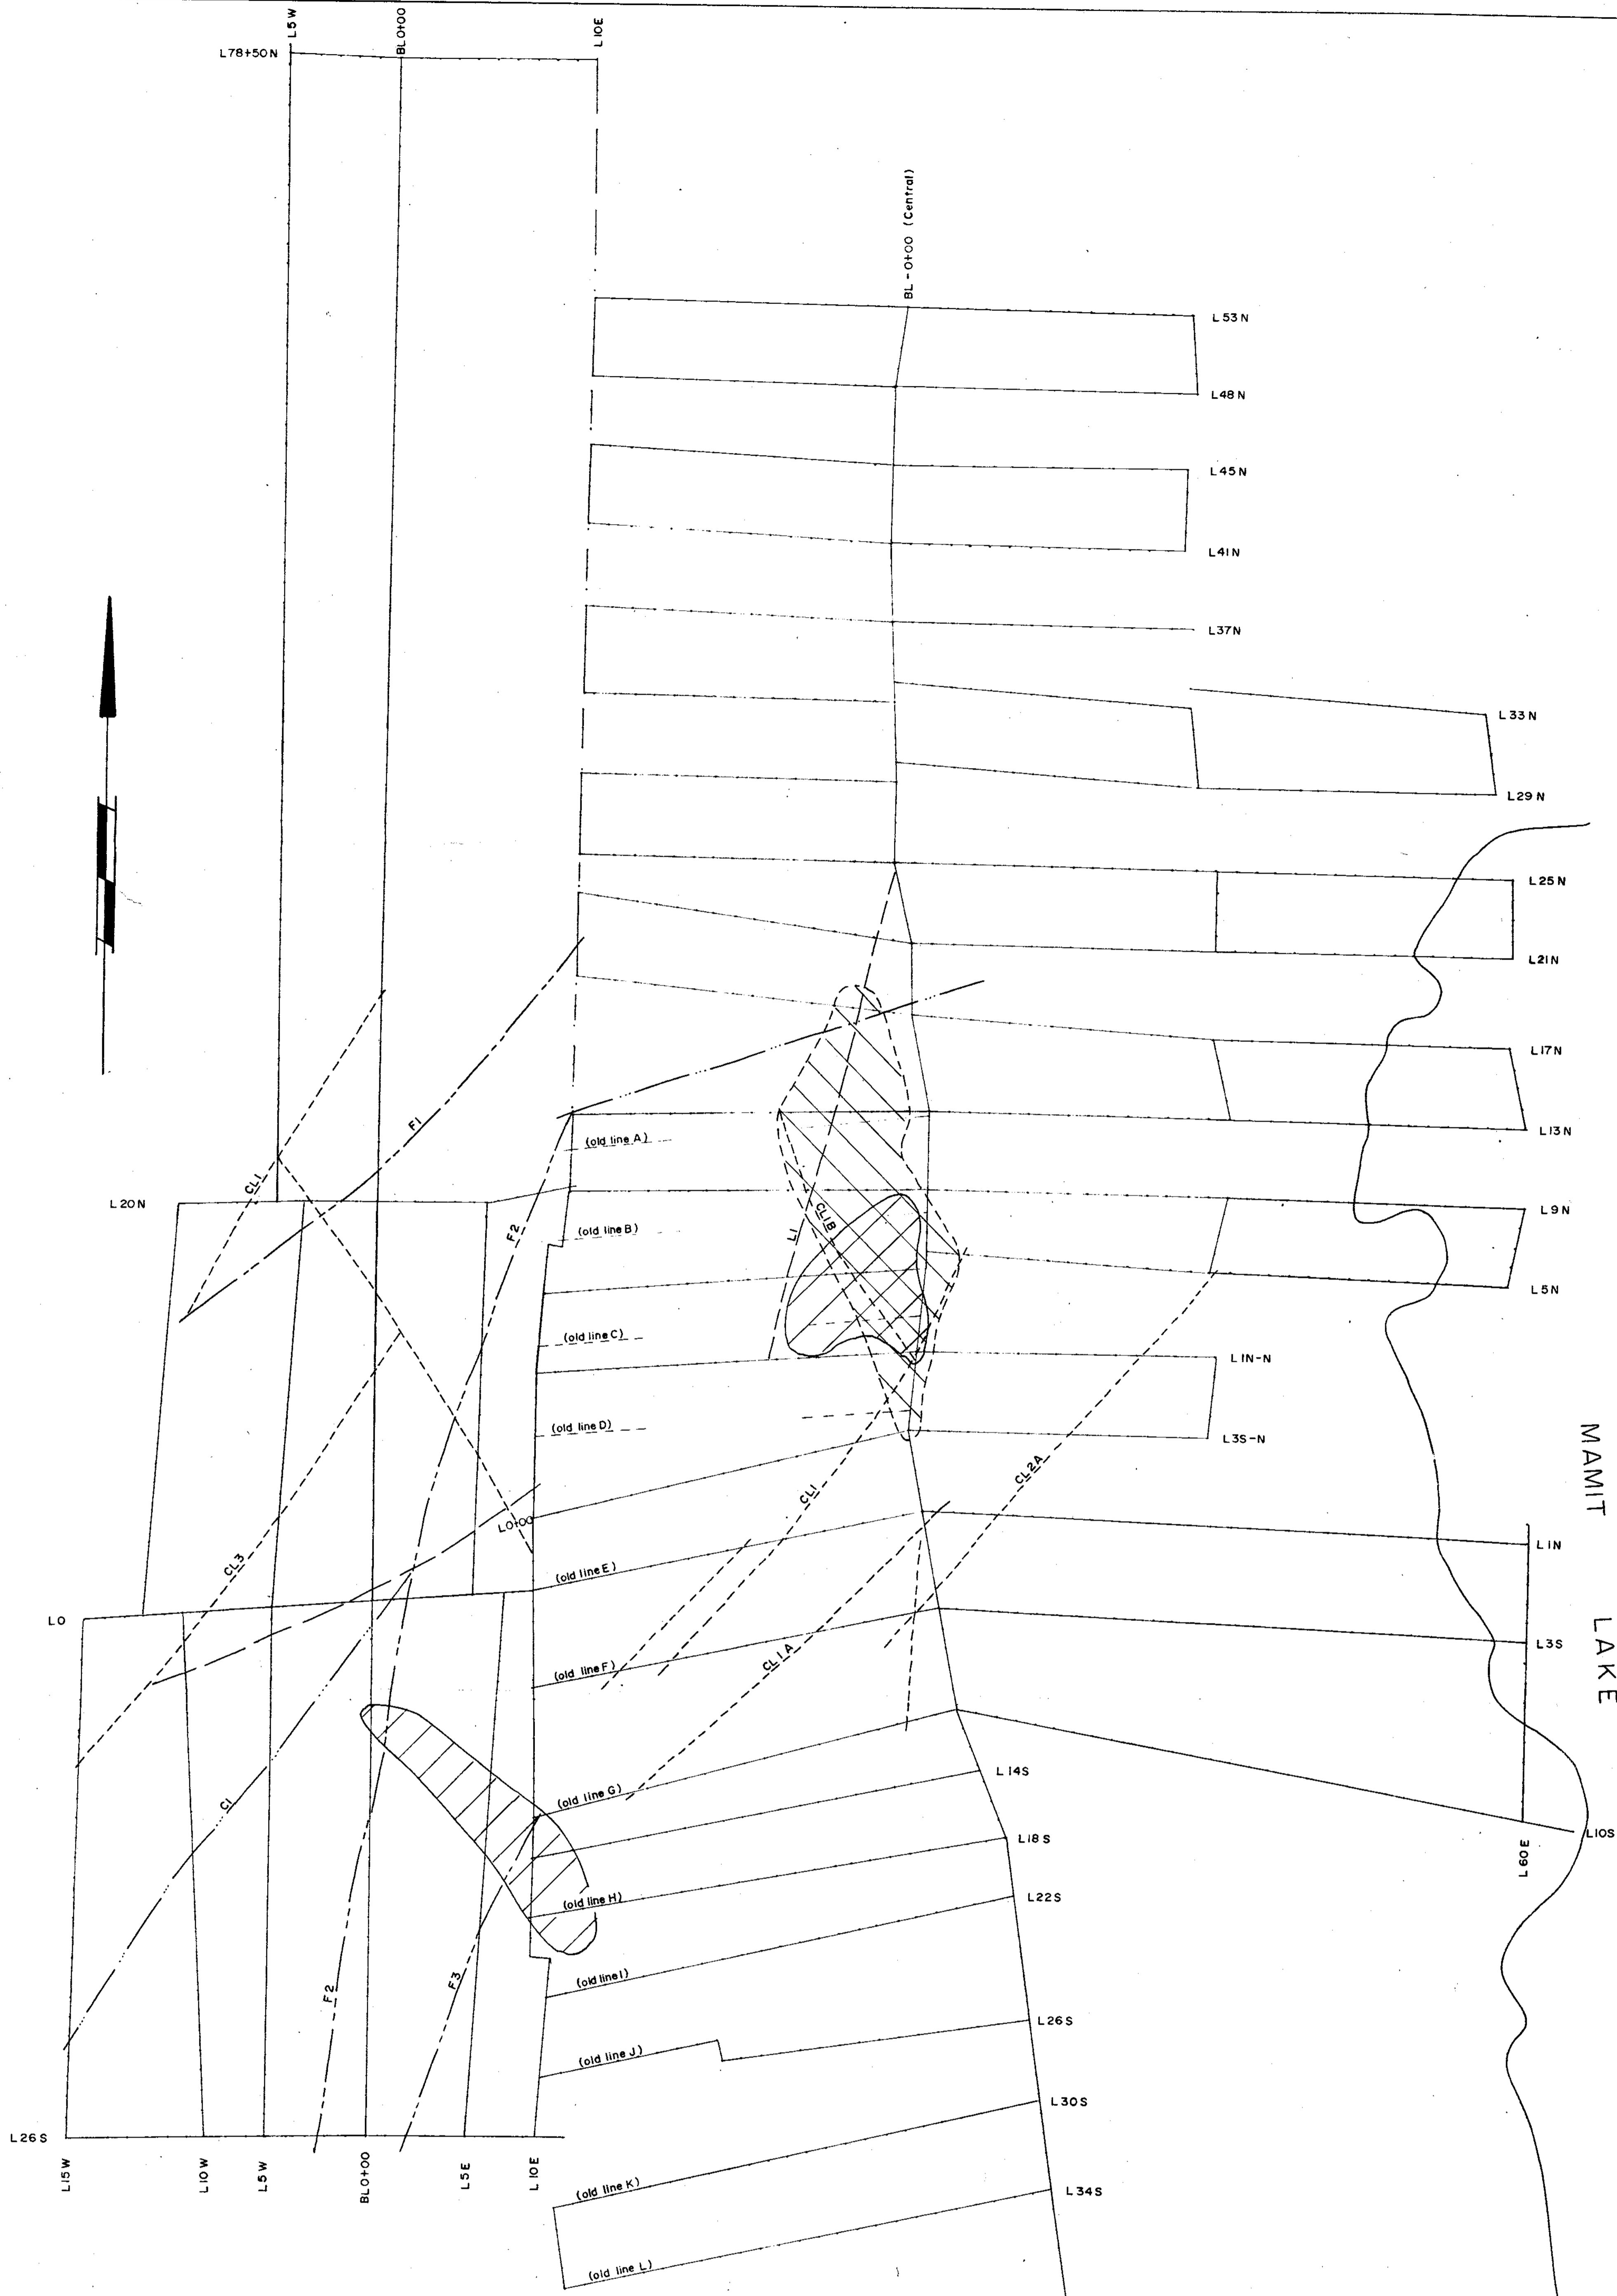 L5W
BL0+00
L10E
L78+50N
BL - 0+00 (Central)
L53N
L48N
L45N
L41N
L37N
L33N
L29N
L25N
L21N
L17N
L13N
F1
(old line A)
CL1
L20N
L9N
F2
(old line B)
L1
CL1B
L5N
(old line C)
L1N-N
(old line D)
L3S-N
MAMIT
LAKE
CL2A
CL1
L0+00
L1N
CL3
(old line E)
L0
L3S
(old line F)
CL1A
L14S
(old line G)
C1
L10S
L18S
L60E
(old line H)
L22S
(old line I)
F2
F3
L26S
(old line J)
L30S
L26S
L15W
L10W
L5W
BL0+00
L5E
L10E
(old line K)
L34S
(old line L)